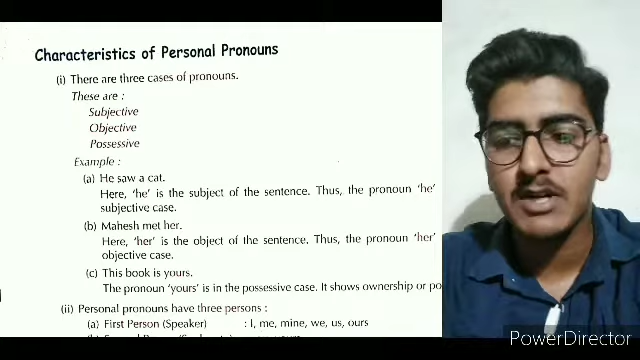 Characteristics of Personal Pronouns
(i) There are three cases of pronouns.
These are :
Subjective
Objective
Possessive
Example :
(a) He saw a cat.
Here, 'he' is the subject of the sentence. Thus, the pronoun 'he'
subjective case.
(b) Mahesh met her.
Here, 'her' is the object of the sentence. Thus, the pronoun 'her'
objective case.
(c) This book is yours.
The pronoun 'yours' is in the possessive case. It shows ownership or po
(ii) Personal pronouns have three persons :
(a) First Person (Speaker) : I, me, mine, we, us, ours
PowerDirector